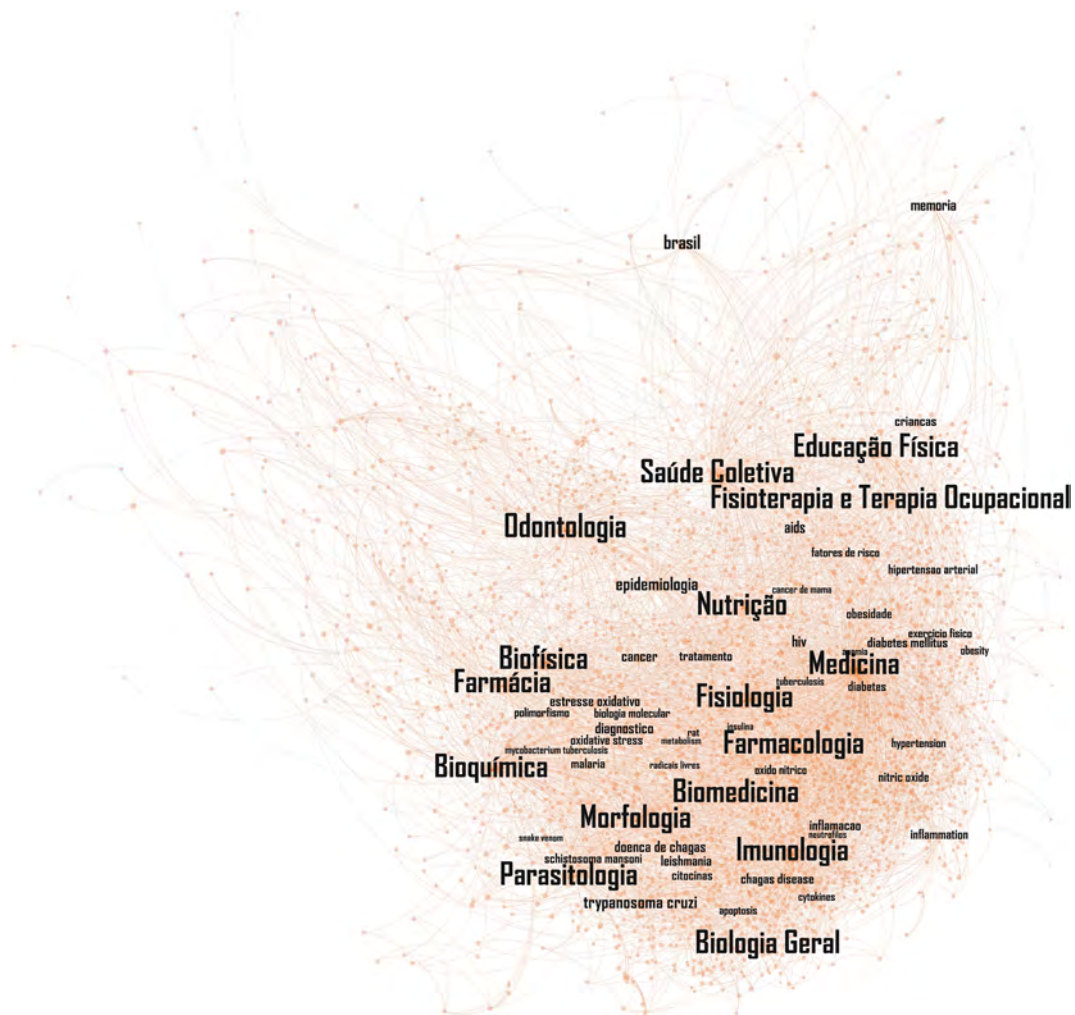 memoria
brasil
criancas
Educação Física
Saúde Coletiva
Fisioterapia e Terapia Ocupacional
Odontologia
aids
fatores de risco
hipertensao arterial
epidemiologia
cancer de mama
Nutrição
obesidade
exercicio fisico
hiv
diabetes mellitus
obesity
anemia
Biofísica
cancer
tratamento
Medicina
Farmácia
tuberculosis
diabetes
estresse oxidativo
Fisiologia
polimorfismo
biologia molecular
diagnostico
insulina
rat
oxidative stress
metabolism
Farmacologia
hypertension
mycobacterium tuberculosis
Bioquímica
malaria
radicais livres
oxido nitrico
nitric oxide
Biomedicina
Morfologia
inflamacao
neutrofilos
inflammation
snake venom
doenca de chagas
Imunologia
schistosoma mansoni
leishmania
Parasitologia
citocinas
chagas disease
cytokines
trypanosoma cruzi
apoptosis
Biologia Geral